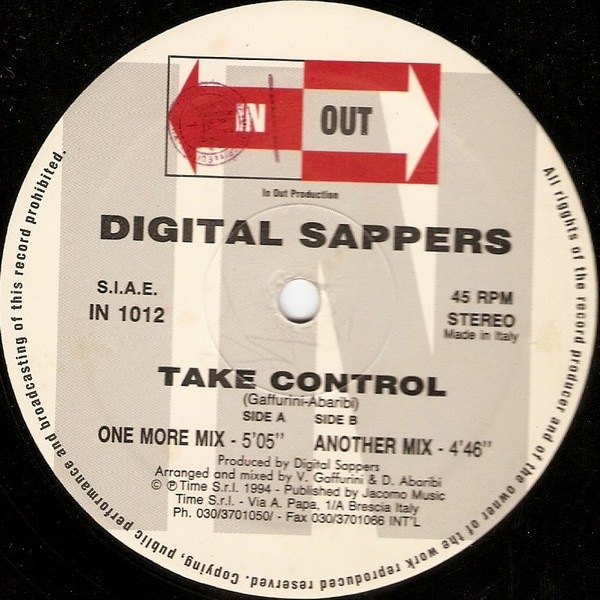 IN OUT
In Out Production
DIGITAL SAPPERS
S.I.A.E.
IN 1012
45 RPM
STEREO
Made in Italy
TAKE CONTROL
(Gaffurini-Abaribi)
SIDE A SIDE B
ONE MORE MIX - 5'05" ANOTHER MIX - 4'46"
Produced by Digital Sappers
Arranged and mixed by V. Gaffurini & D. Abaribi
© ℗ Time S.r.l. 1994 - Published by Jacomo Music
Time S.r.l. - Via A. Papa, 1/A Brescia Italy
Ph. 030/3701050/ - Fax 030/3701066 INT'L
All rigghts of the record producer and of the owner of the work reproduced reserved. Copying, public performance and broadcasting of this record prohibited.